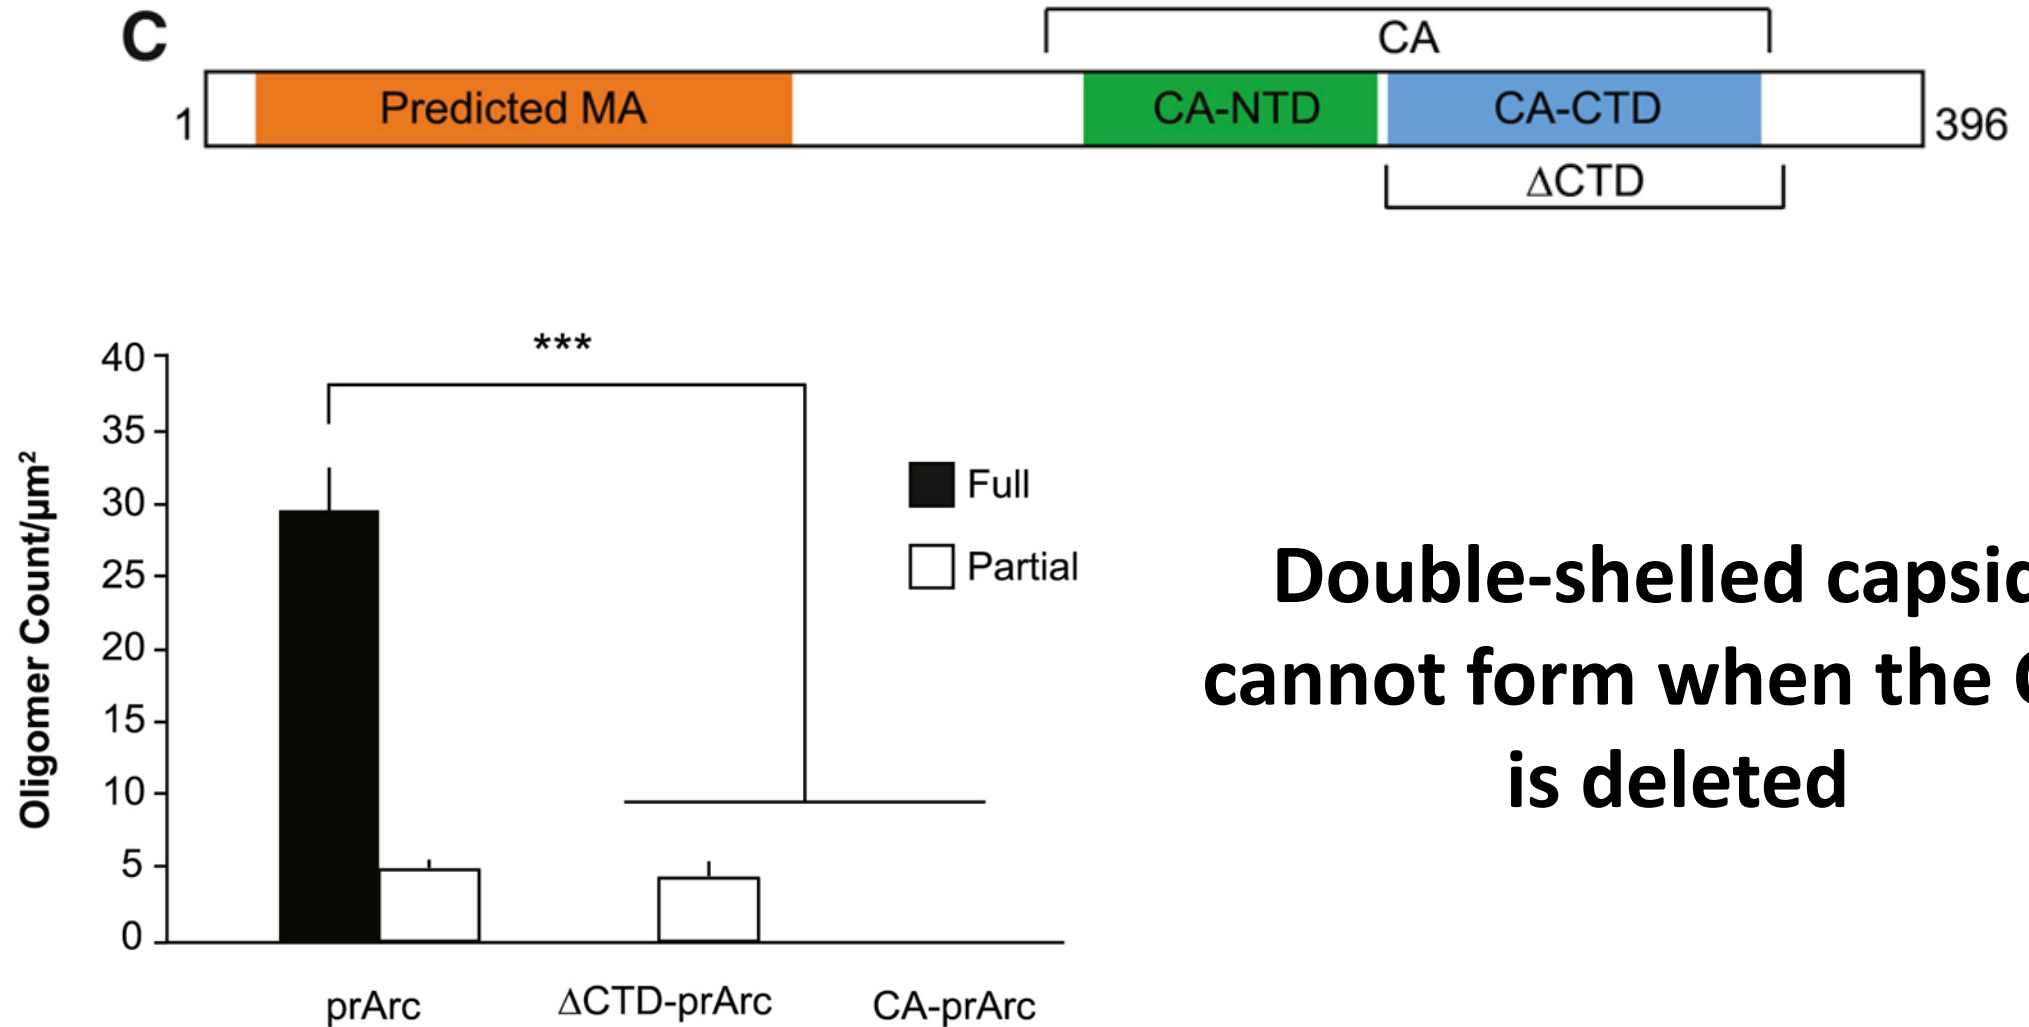 C
CA
Predicted MA
CA-NTD
CA-CTD
1
396
ΔCTD
***
40
35
30
25
20
15
10
5
0
Oligomer Count/µm²
Full
Partial
prArc
ΔCTD-prArc
CA-prArc
Double-shelled
cannot form when the
is deleted